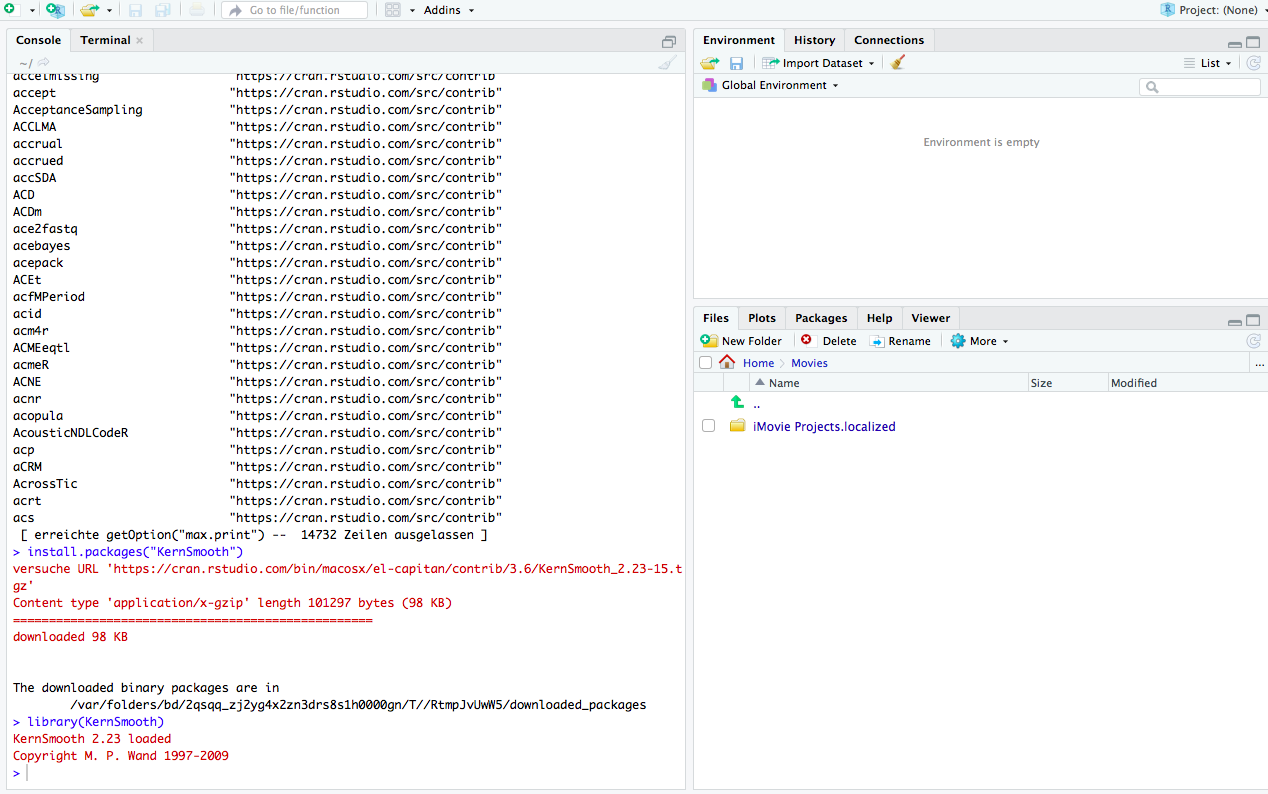 Go to file/function
Addins
Project: (None)
Console
Terminal
~/
accelmissing "https://cran.rstudio.com/src/contrib"
accept "https://cran.rstudio.com/src/contrib"
AcceptanceSampling "https://cran.rstudio.com/src/contrib"
ACCLMA "https://cran.rstudio.com/src/contrib"
accrual "https://cran.rstudio.com/src/contrib"
accrued "https://cran.rstudio.com/src/contrib"
accSDA "https://cran.rstudio.com/src/contrib"
ACD "https://cran.rstudio.com/src/contrib"
ACDm "https://cran.rstudio.com/src/contrib"
ace2fastq "https://cran.rstudio.com/src/contrib"
acebayes "https://cran.rstudio.com/src/contrib"
acepack "https://cran.rstudio.com/src/contrib"
ACEt "https://cran.rstudio.com/src/contrib"
acfMPeriod "https://cran.rstudio.com/src/contrib"
acid "https://cran.rstudio.com/src/contrib"
acm4r "https://cran.rstudio.com/src/contrib"
ACMEeqtl "https://cran.rstudio.com/src/contrib"
acmeR "https://cran.rstudio.com/src/contrib"
ACNE "https://cran.rstudio.com/src/contrib"
acnr "https://cran.rstudio.com/src/contrib"
acopula "https://cran.rstudio.com/src/contrib"
AcousticNDLCodeR "https://cran.rstudio.com/src/contrib"
acp "https://cran.rstudio.com/src/contrib"
aCRM "https://cran.rstudio.com/src/contrib"
AcrossTic "https://cran.rstudio.com/src/contrib"
acrt "https://cran.rstudio.com/src/contrib"
acs "https://cran.rstudio.com/src/contrib"
[ erreichte getOption("max.print") --  14732 Zeilen ausgelassen ]
> install.packages("KernSmooth")
versuche URL 'https://cran.rstudio.com/bin/macosx/el-capitan/contrib/3.6/KernSmooth_2.23-15.t
gz'
Content type 'application/x-gzip' length 101297 bytes (98 KB)
==================================================
downloaded 98 KB
The downloaded binary packages are in
/var/folders/bd/2qsqq_zj2yg4x2zn3drs8s1h0000gn/T//RtmpJvUwW5/downloaded_packages
> library(KernSmooth)
KernSmooth 2.23 loaded
Copyright M. P. Wand 1997-2009
>
Environment
History
Connections
Import Dataset
List
Global Environment
Environment is empty
Files
Plots
Packages
Help
Viewer
New Folder
Delete
Rename
More
Home
Movies
...
Name
Size
Modified
..
iMovie Projects.localized